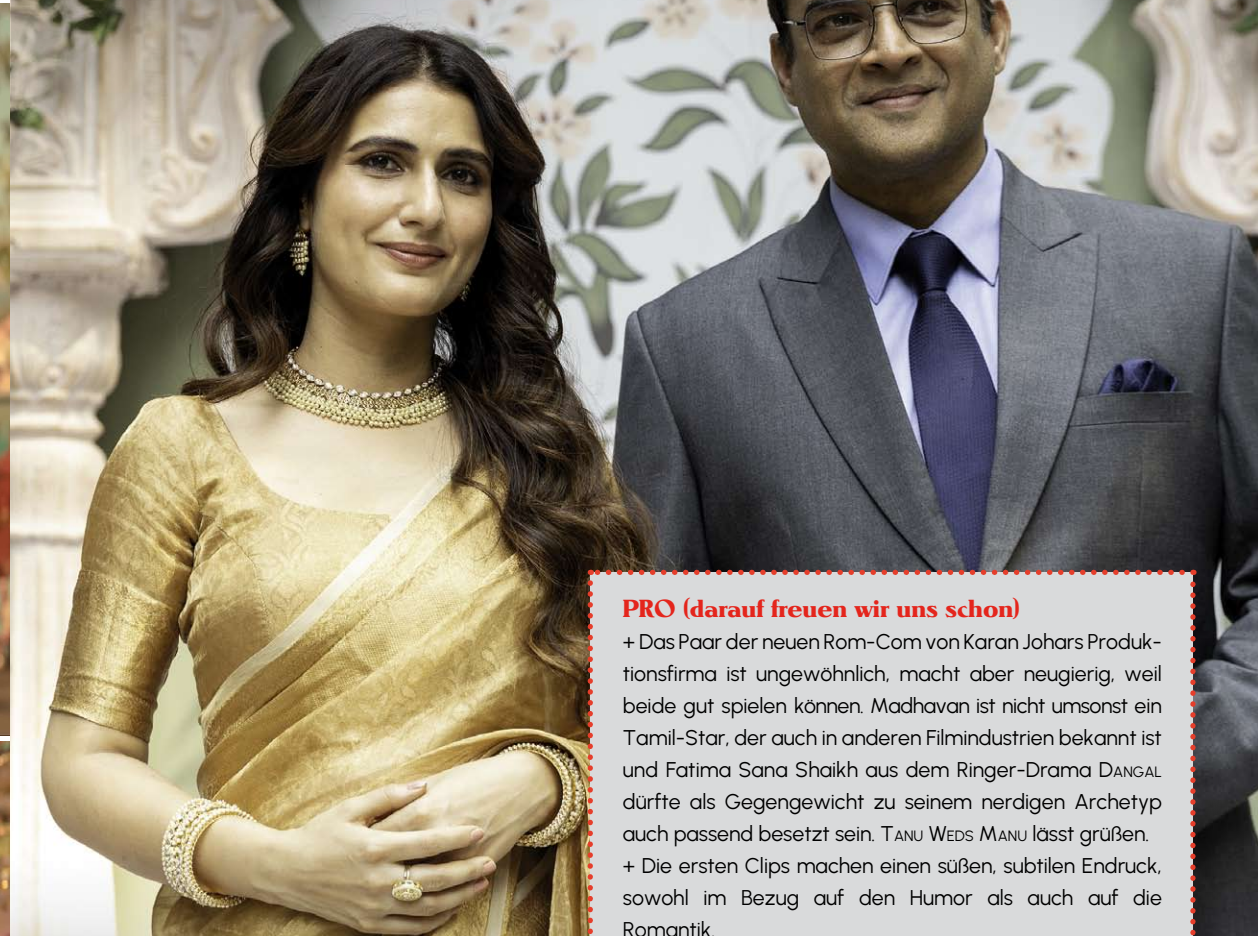 PRO (darauf freuen wir uns schon)
+ Das Paar der neuen Rom-Com von Karan Johars Produk-
tionsfirma ist ungewöhnlich, macht aber neugierig, weil
beide gut spielen können. Madhavan ist nicht umsonst ein
Tamil-Star, der auch in anderen Filmindustrien bekannt ist
und Fatima Sana Shaikh aus dem Ringer-Drama DANGAL
dürfte als Gegengewicht zu seinem nerdigen Archetyp
auch passend besetzt sein. TANU WEDS MANU lässt grüßen.
+ Die ersten Clips machen einen süßen, subtilen Endruck,
sowohl im Bezug auf den Humor als auch auf die
Romantik.